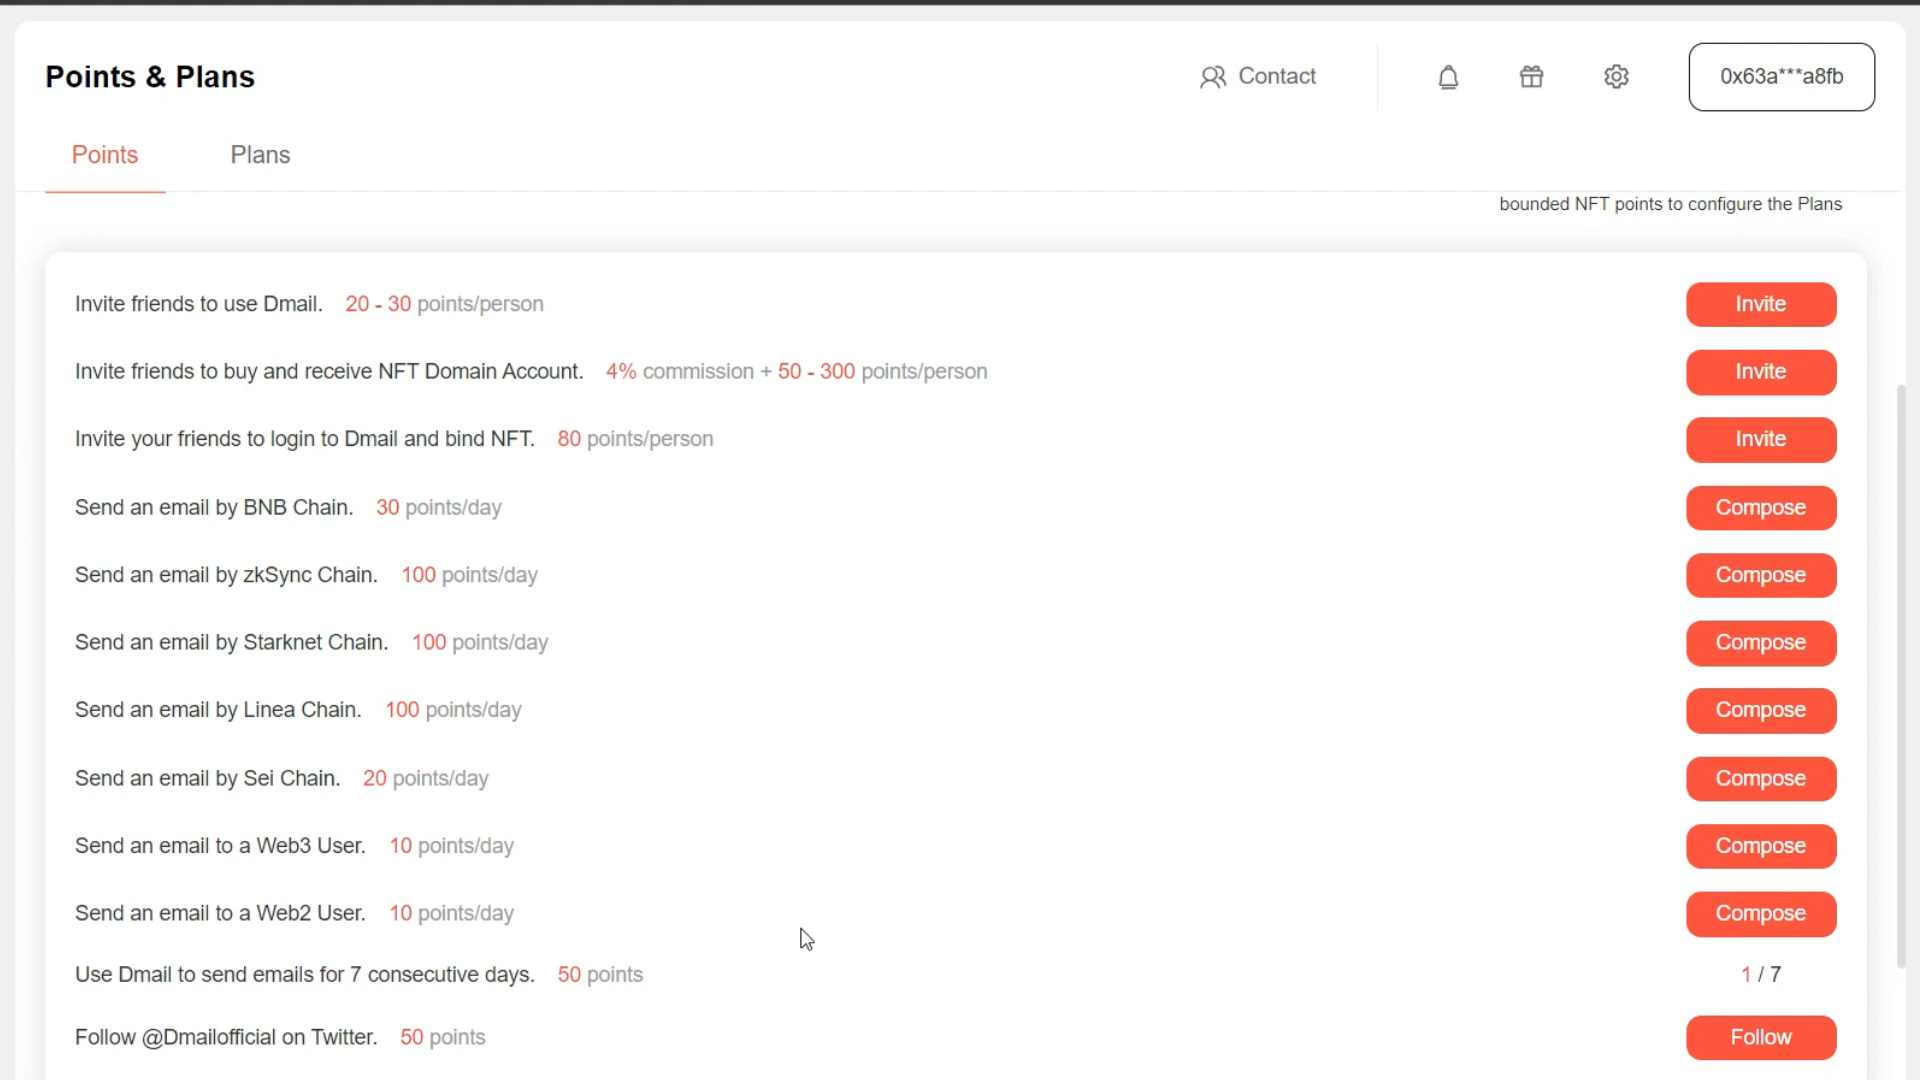 Points & Plans
Contact
0x63a***a8fb
Points
Plans
bounded NFT points to configure the Plans
Invite friends to use Dmail. 20 - 30 points/person Invite
Invite friends to buy and receive NFT Domain Account. 4% commission + 50 - 300 points/person Invite
Invite your friends to login to Dmail and bind NFT. 80 points/person Invite
Send an email by BNB Chain. 30 points/day Compose
Send an email by zkSync Chain. 100 points/day Compose
Send an email by Starknet Chain. 100 points/day Compose
Send an email by Linea Chain. 100 points/day Compose
Send an email by Sei Chain. 20 points/day Compose
Send an email to a Web3 User. 10 points/day Compose
Send an email to a Web2 User. 10 points/day Compose
Use Dmail to send emails for 7 consecutive days. 50 points 1 / 7
Follow @Dmailofficial on Twitter. 50 points Follow